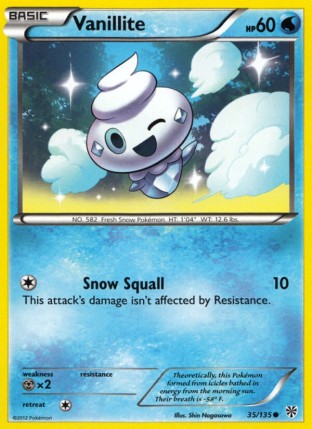 BASIC
Vanillite
HP60
NO. 582 Fresh Snow Pokémon. HT: 1'04" WT: 12.6 lbs.
Snow Squall 10
This attack's damage isn't affected by Resistance.
weakness resistance
×2
retreat
Theoretically, this Pokémon
formed from icicles bathed in
energy from the morning sun.
Their breath is -58° F.
©2012 Pokémon
Illus. Shin Nagasawa 35/135